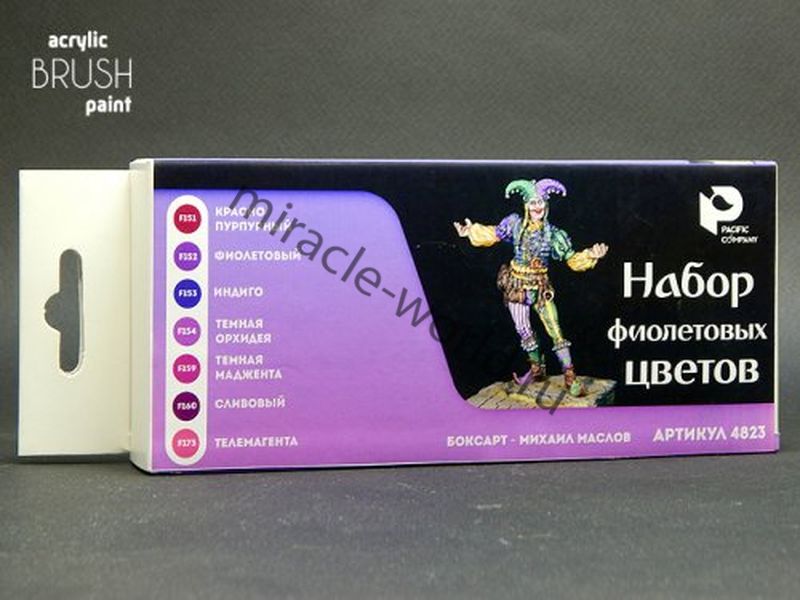 acrylic
BRUSH
paint
F151
КРАСНО
ПУРПУРНЫЙ
F152
ФИОЛЕТОВЫЙ
F153
ИНДИГО
F154
ТЕМНАЯ
ОРХИДЕЯ
F159
ТЕМНАЯ
МАДЖЕНТА
F160
СЛИВОВЫЙ
F173
ТЕЛЕМАГЕНТА
PACIFIC
COMPANY
Набор
фиолетовых
цветов
БОКСАРТ - МИХАИЛ МАСЛОВ
АРТИКУЛ 4823